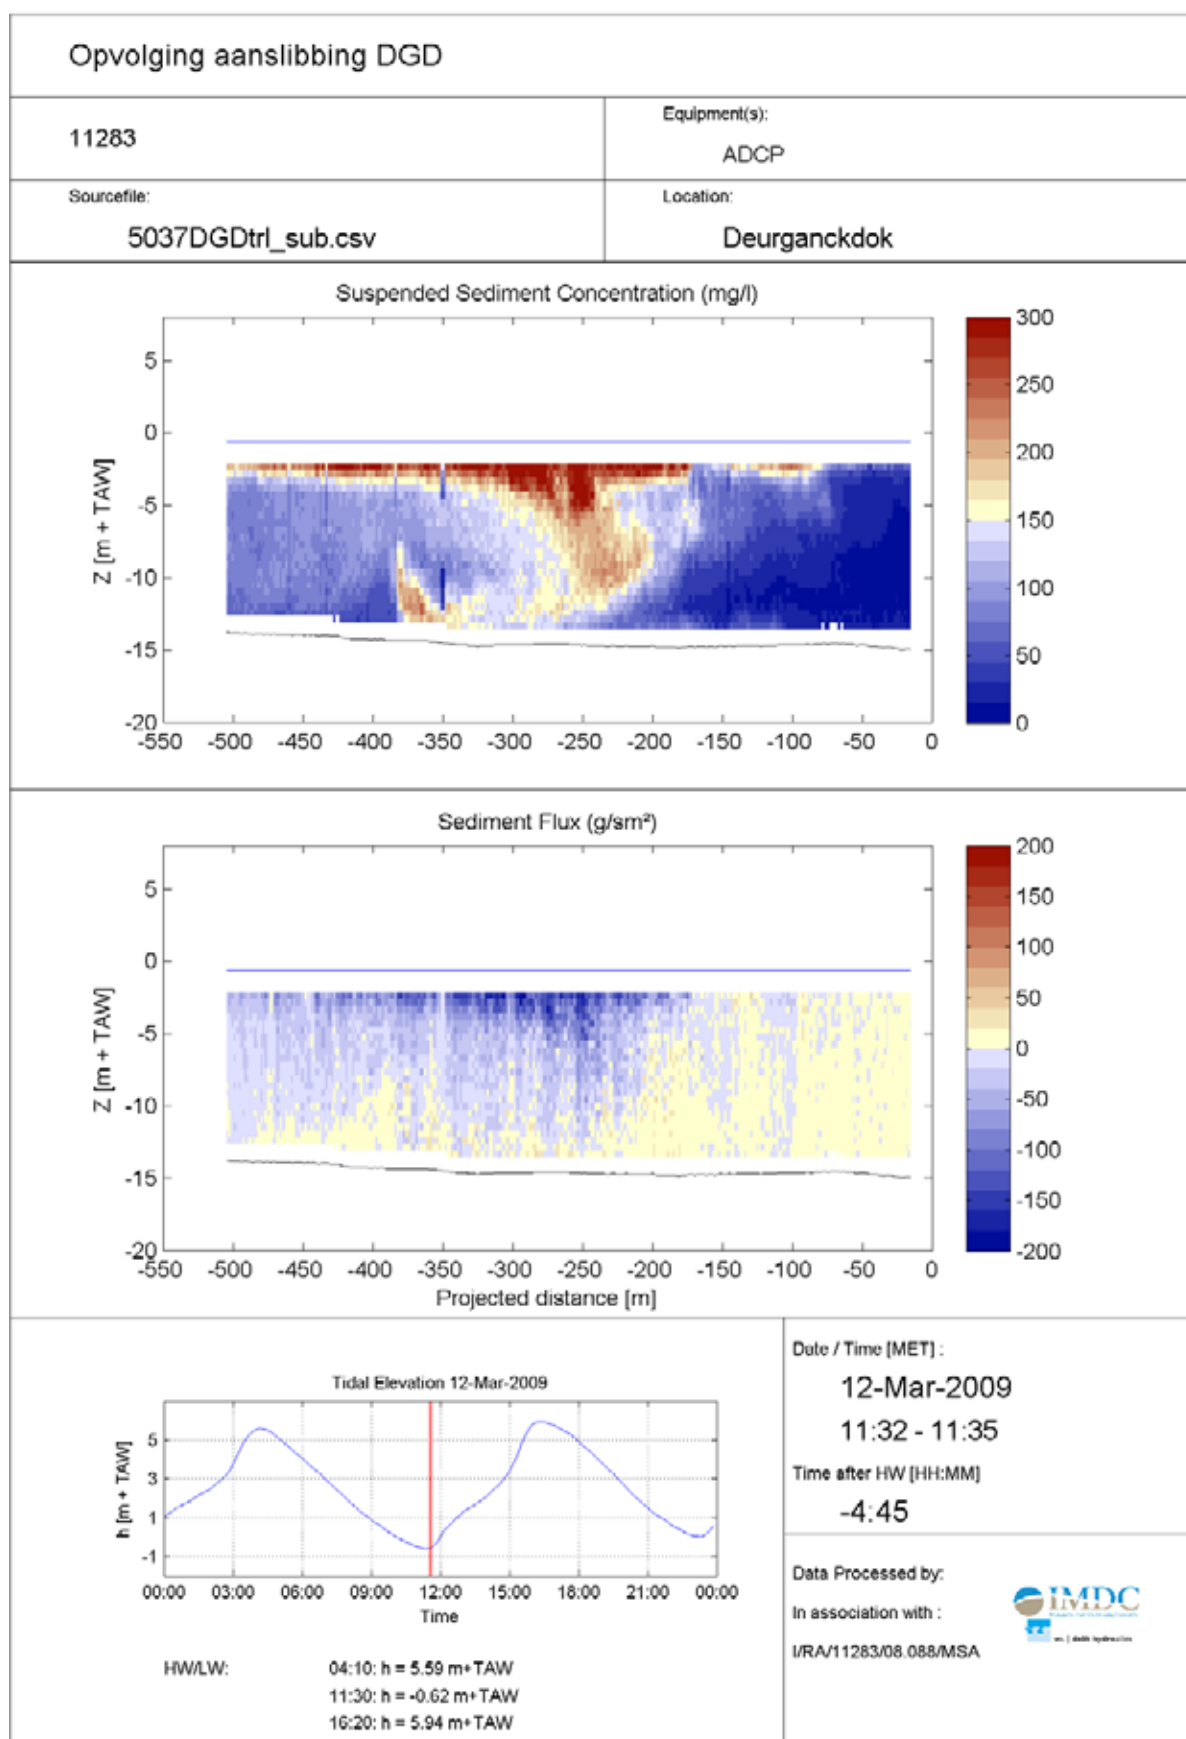 Opvolging aanslibbing DGD
11283
Equipment(s):
ADCP
Sourcefile:
5037DGDtrl_sub.csv
Location:
Deurganckdok
Suspended Sediment Concentration (mg/l)
5
0
-5
-10
-15
-20
Z [m + TAW]
-550 -500 -450 -400 -350 -300 -250 -200 -150 -100 -50 0
300
250
200
150
100
50
0
Sediment Flux (g/sm²)
5
0
-5
-10
-15
-20
Z [m + TAW]
-550 -500 -450 -400 -350 -300 -250 -200 -150 -100 -50 0
Projected distance [m]
200
150
100
50
0
-50
-100
-150
-200
Tidal Elevation 12-Mar-2009
5
3
1
-1
h [m + TAW]
00:00 03:00 06:00 09:00 12:00 15:00 18:00 21:00 00:00
Time
HW/LW:
04:10: h = 5.59 m+TAW
11:30: h = -0.62 m+TAW
16:20: h = 5.94 m+TAW
Date / Time [MET] :
12-Mar-2009
11:32 - 11:35
Time after HW [HH:MM]
-4:45
Data Processed by:
In association with :
I/RA/11283/08.088/MSA
IMDC
wl | delft hydraulics